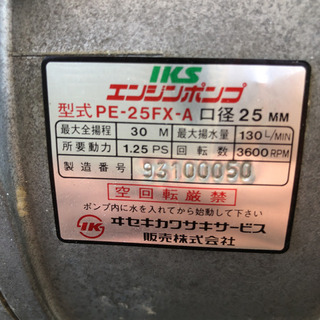 IKS
エンジンポンプ
型式 PE-25FX-A 口径 25 MM
最大全揚程 30 M 最大揚水量 130 L/MIN
所要動力 1.25 PS 回転数 3600 RPM
製造番号 93100050
空回転厳禁
ポンプ内に水を入れてから始動して下さい
IK ヰセキカワサキサービス
販売株式会社